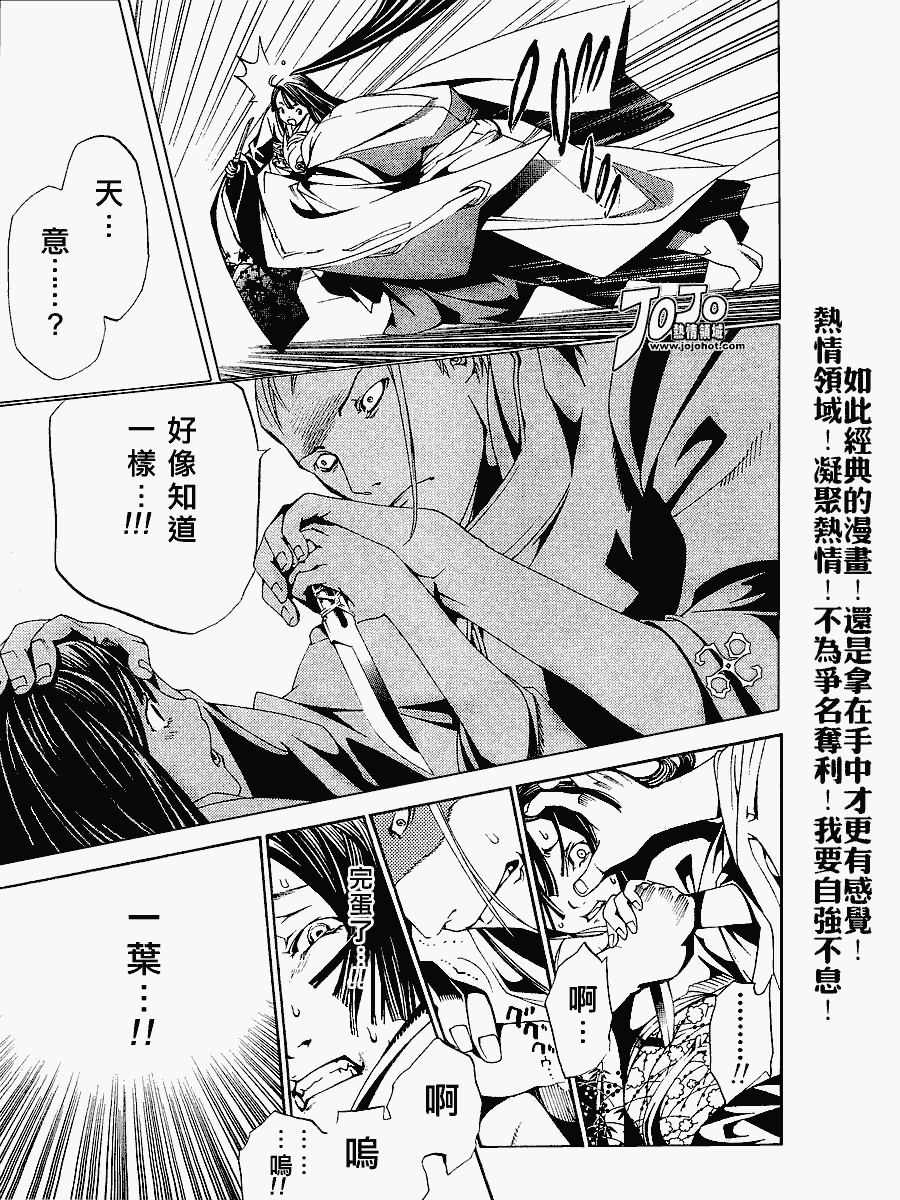 天…
意……？
JOJO
熱情領域
www.jojohot.com
好像知道
一樣…!!!
……!!
啊…
完蛋了…!!
啊
嗚
……
…嗚!!
一葉…!!
如此經典的漫畫！還是拿在手中才更有感覺！
熱情領域！凝聚熱情！不為爭名奪利！我要自強不息！